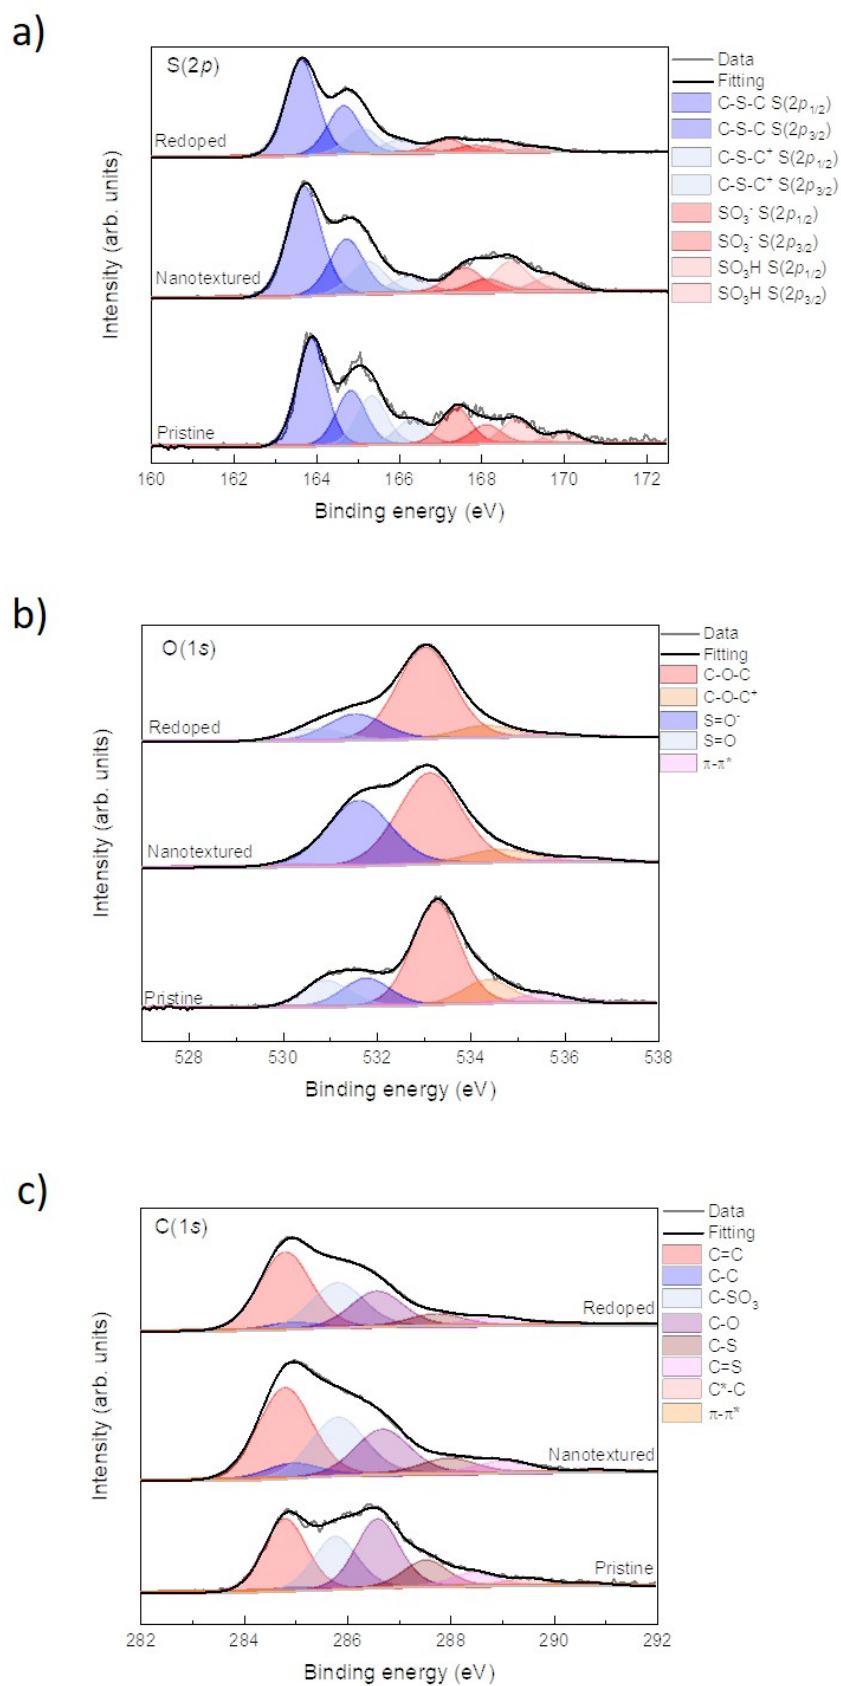 a)
S(2p)
Data
Fitting
C-S-C S(2p1/2)
C-S-C S(2p3/2)
C-S-C+ S(2p1/2)
C-S-C+ S(2p3/2)
SO3- S(2p1/2)
SO3- S(2p3/2)
SO3H S(2p1/2)
SO3H S(2p3/2)
Redoped
Nanotextured
Pristine
Intensity (arb. units)
160 162 164 166 168 170 172
Binding energy (eV)
b)
O(1s)
Data
Fitting
C-O-C
C-O-C+
S=O-
S=O
π-π*
Redoped
Nanotextured
Pristine
Intensity (arb. units)
528 530 532 534 536 538
Binding energy (eV)
c)
C(1s)
Data
Fitting
C=C
C-C
C-SO3
C-O
C-S
C=S
C*-C
π-π*
Redoped
Nanotextured
Pristine
Intensity (arb. units)
282 284 286 288 290 292
Binding energy (eV)